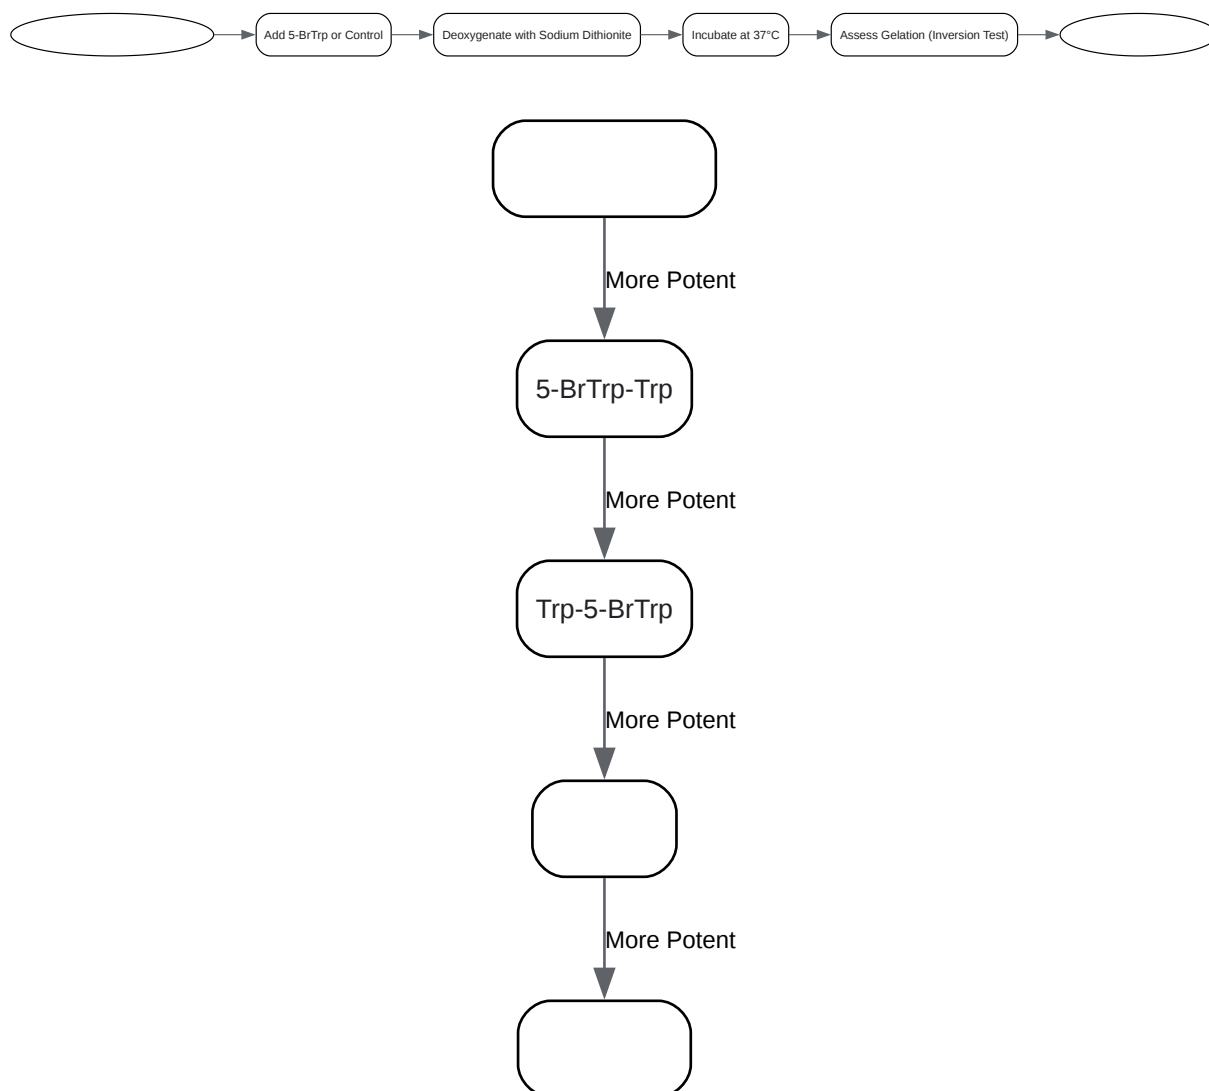 Add 5-BrTrp or Control
Deoxygenate with Sodium Dithionite
Incubate at 37°C
Assess Gelation (Inversion Test)
More Potent
5-BrTrp-Trp
More Potent
Trp-5-BrTrp
More Potent
More Potent